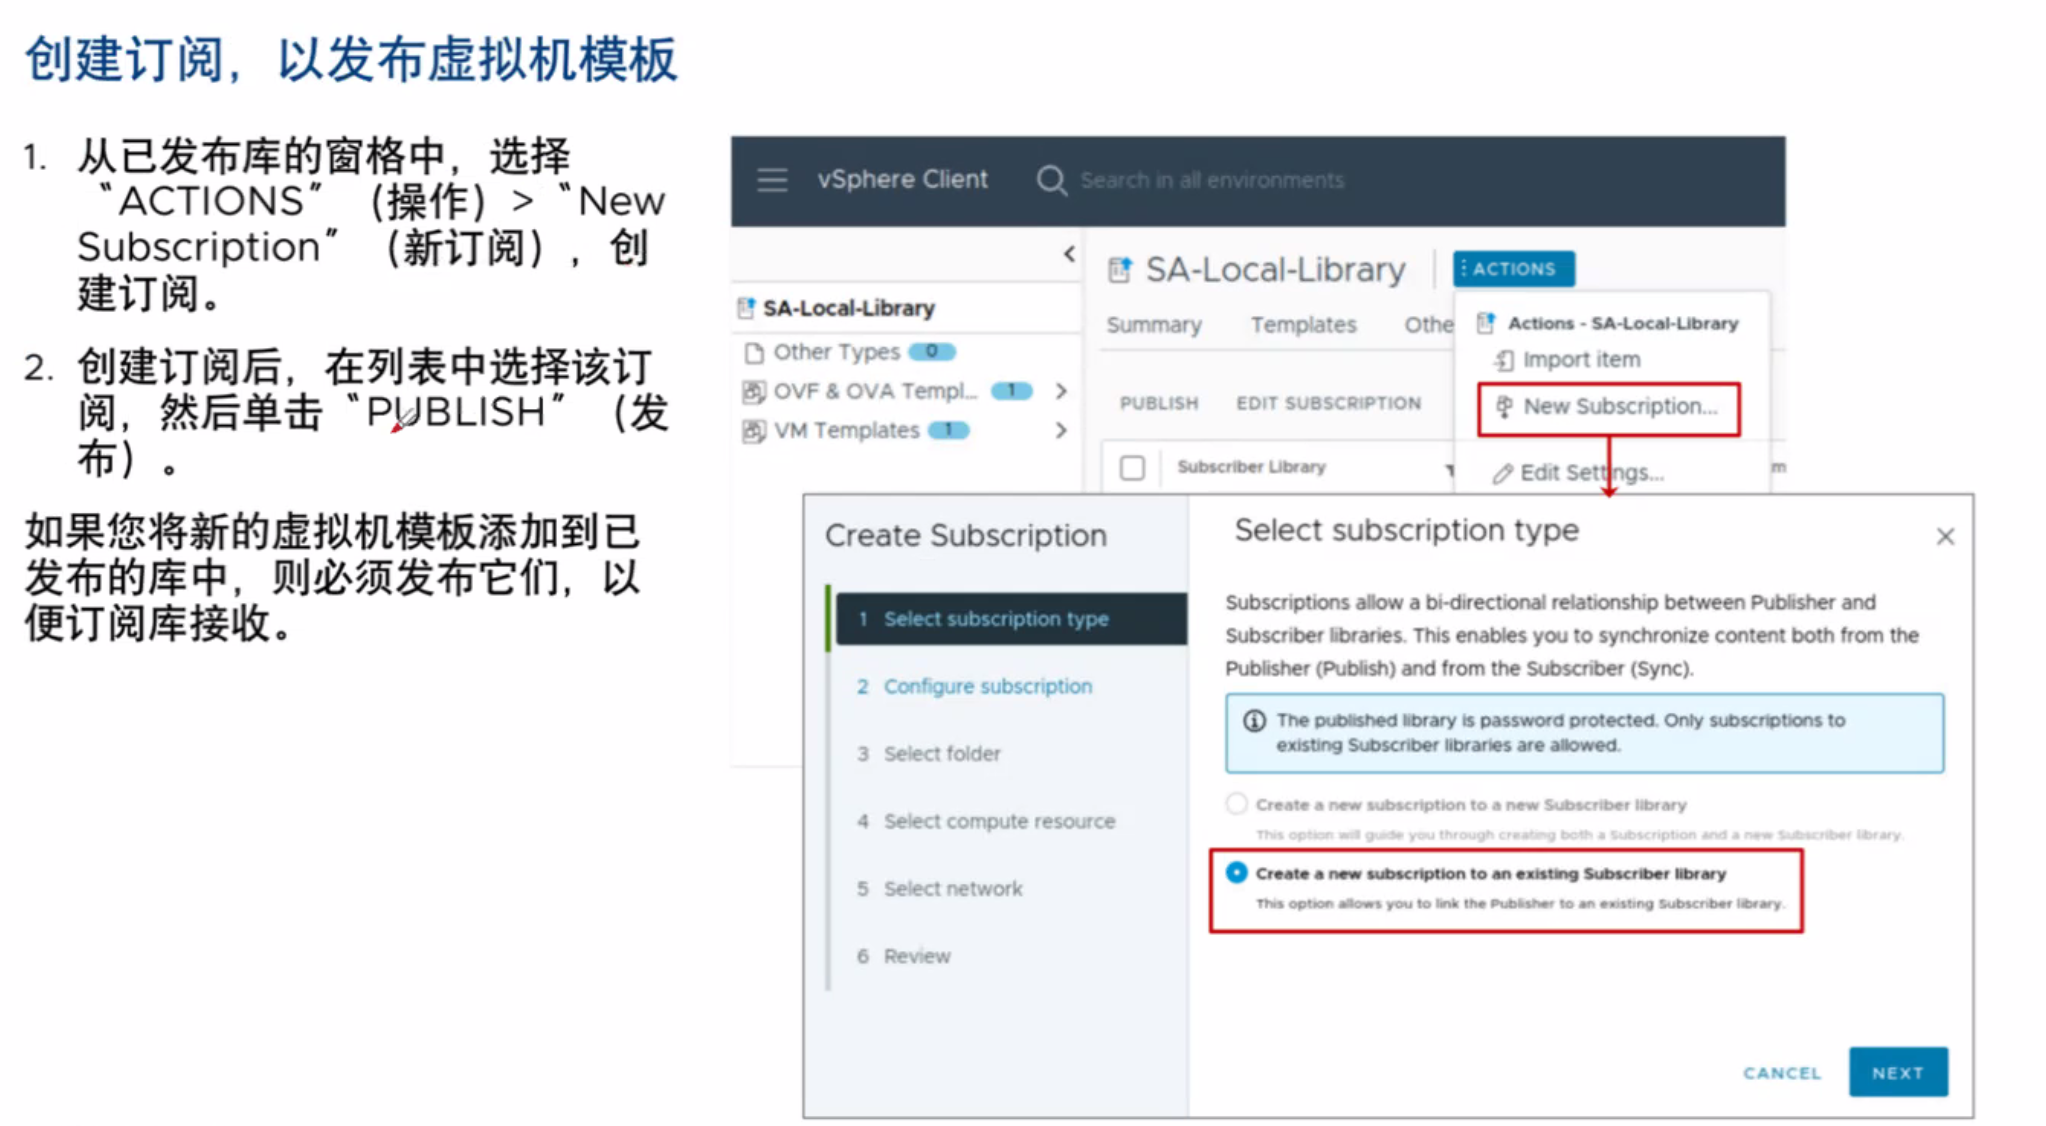 创建订阅，以发布虚拟机模板
1. 从已发布库的窗格中，选择
“ACTIONS”（操作）> “New
Subscription”（新订阅），创
建订阅。
2. 创建订阅后，在列表中选择该订
阅，然后单击 “PUBLISH”（发
布）。
如果您将新的虚拟机模板添加到已
发布的库中，则必须发布它们，以
便订阅库接收。
vSphere Client
Search in all environments
SA-Local-Library
Other Types 0
OVF & OVA Templ... 1
VM Templates 1
SA-Local-Library
ACTIONS
Summary Templates Othe
PUBLISH EDIT SUBSCRIPTION
Subscriber Library
Actions - SA-Local-Library
Import item
New Subscription...
Edit Settings...
Create Subscription
1 Select subscription type
2 Configure subscription
3 Select folder
4 Select compute resource
5 Select network
6 Review
Select subscription type
Subscriptions allow a bi-directional relationship between Publisher and
Subscriber libraries. This enables you to synchronize content both from the
Publisher (Publish) and from the Subscriber (Sync).
The published library is password protected. Only subscriptions to
existing Subscriber libraries are allowed.
Create a new subscription to a new Subscriber library
This option will guide you through creating both a Subscription and a new Subscriber library.
Create a new subscription to an existing Subscriber library
This option allows you to link the Publisher to an existing Subscriber library.
CANCEL
NEXT